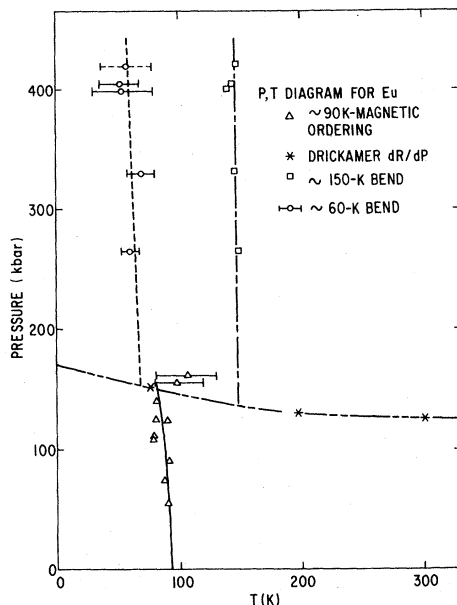 400
300
200
100
0
PRESSURE (kbar)
P,T DIAGRAM FOR Eu
~90K-MAGNETIC
ORDERING
DRICKAMER dR/dP
~ 150-K BEND
~ 60-K BEND
0
100
200
300
T(K)